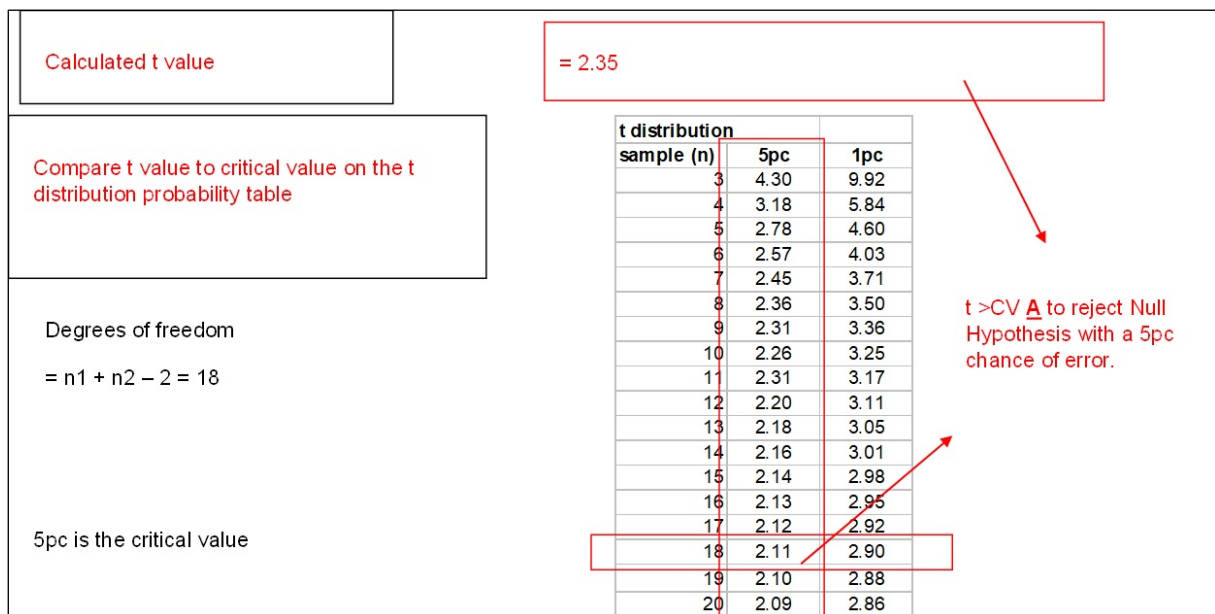 Calculated t value
= 2.35
Compare t value to critical value on the t
distribution probability table
Degrees of freedom
= n1 + n2 – 2 = 18
5pc is the critical value
t distribution
sample (n) 5pc 1pc
3 4.30 9.92
4 3.18 5.84
5 2.78 4.60
6 2.57 4.03
7 2.45 3.71
8 2.36 3.50
9 2.31 3.36
10 2.26 3.25
11 2.31 3.17
12 2.20 3.11
13 2.18 3.05
14 2.16 3.01
15 2.14 2.98
16 2.13 2.95
17 2.12 2.92
18 2.11 2.90
19 2.10 2.88
20 2.09 2.86
t >CV A to reject Null
Hypothesis with a 5pc
chance of error.